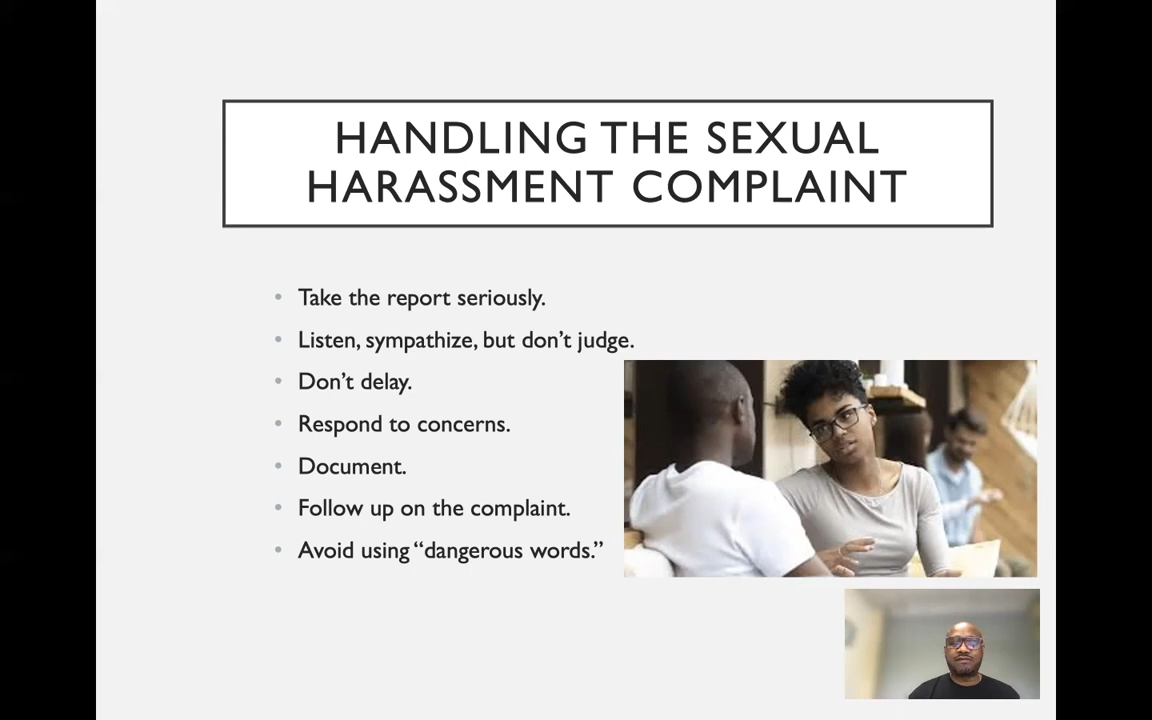 HANDLING THE SEXUAL
HARASSMENT COMPLAINT
• Take the report seriously.
• Listen, sympathize, but don’t judge.
• Don’t delay.
• Respond to concerns.
• Document.
• Follow up on the complaint.
• Avoid using “dangerous words.”